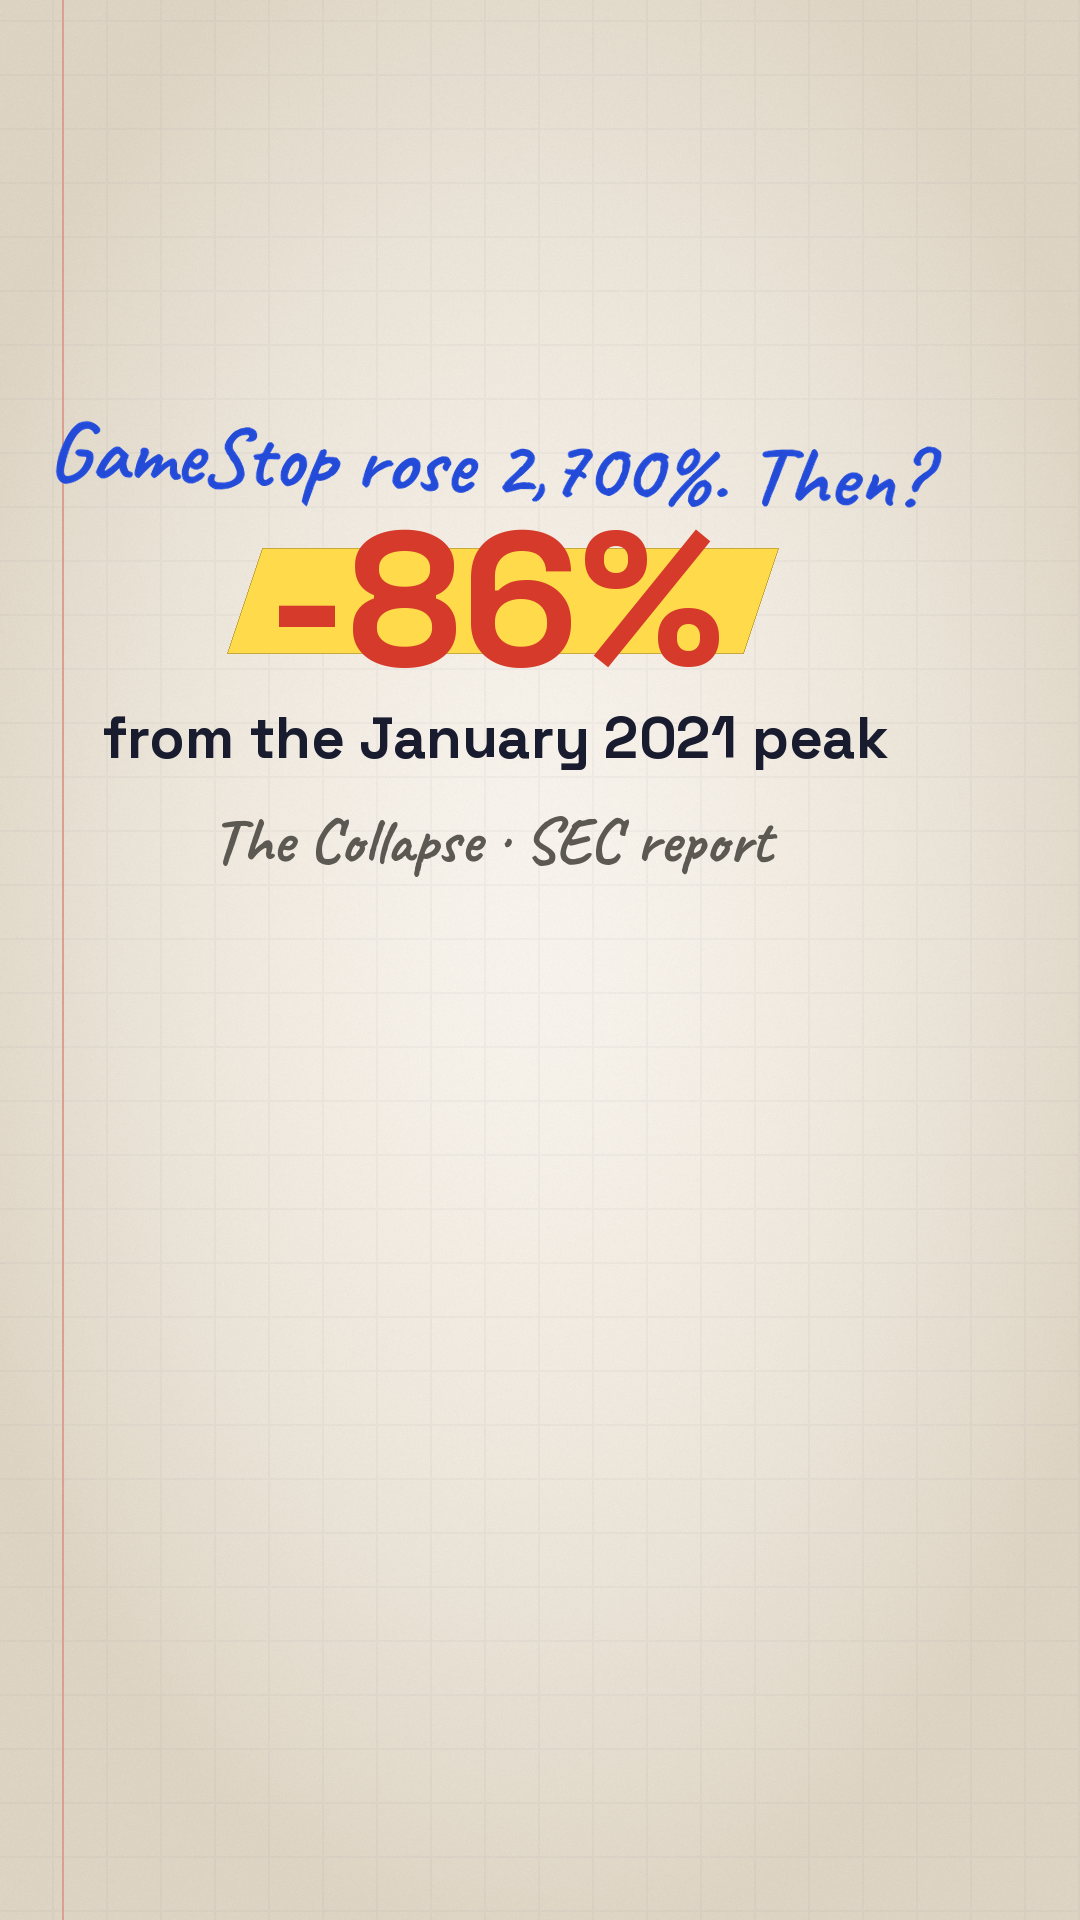 GameStop rose 2,700%. Then?
-86%
from the January 2021 peak
The Collapse · SEC report